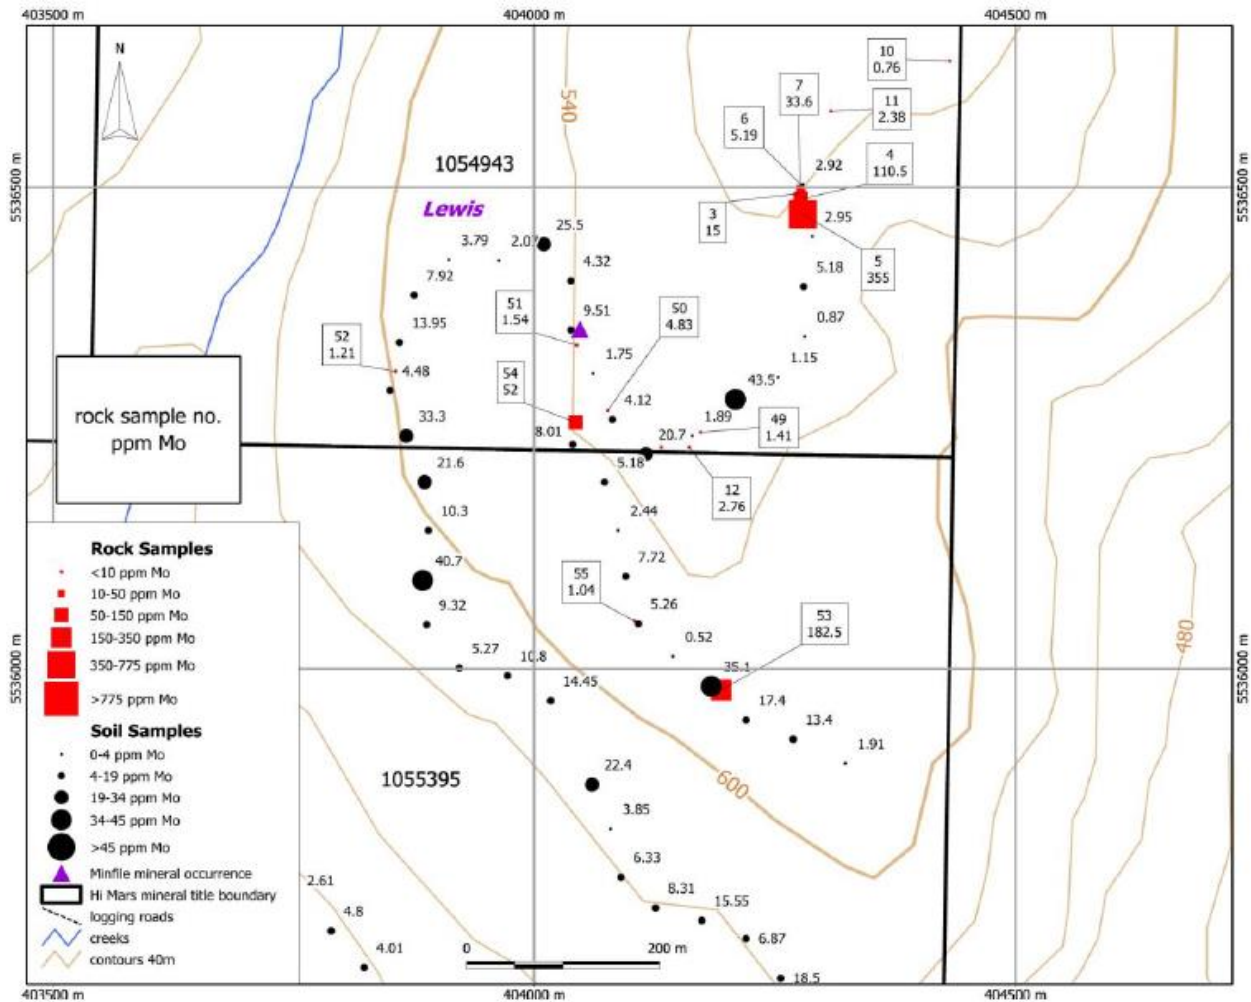 403500 m
404000 m
404500 m
N
10
0.76
7
33.6
11
2.38
540
6
5.19
4
110.5
2.92
1054943
5536500 m
5536500 m
Lewis
3
15
2.95
25.5
3.79
2.07
5
355
5.18
4.32
7.92
51
1.54
9.51
50
4.83
0.87
13.95
52
1.21
1.75
1.15
4.48
54
52
43.5
4.12
rock sample no.
ppm Mo
33.3
8.01
20.7
1.89
49
1.41
21.6
5.18
12
2.76
10.3
2.44
40.7
7.72
55
1.04
9.32
5.26
53
182.5
480
5.27
10.8
0.52
35.1
5536000 m
5536000 m
14.45
17.4
13.4
1.91
22.4
600
1055395
3.85
6.33
8.31
15.55
2.61
4.8
4.01
6.87
18.5
Rock Samples
<10 ppm Mo
10-50 ppm Mo
50-150 ppm Mo
150-350 ppm Mo
350-775 ppm Mo
>775 ppm Mo
Soil Samples
0-4 ppm Mo
4-19 ppm Mo
19-34 ppm Mo
34-45 ppm Mo
>45 ppm Mo
Minfile mineral occurrence
Hi Mars mineral title boundary
logging roads
creeks
contours 40m
0
200 m
403500 m
404000 m
404500 m